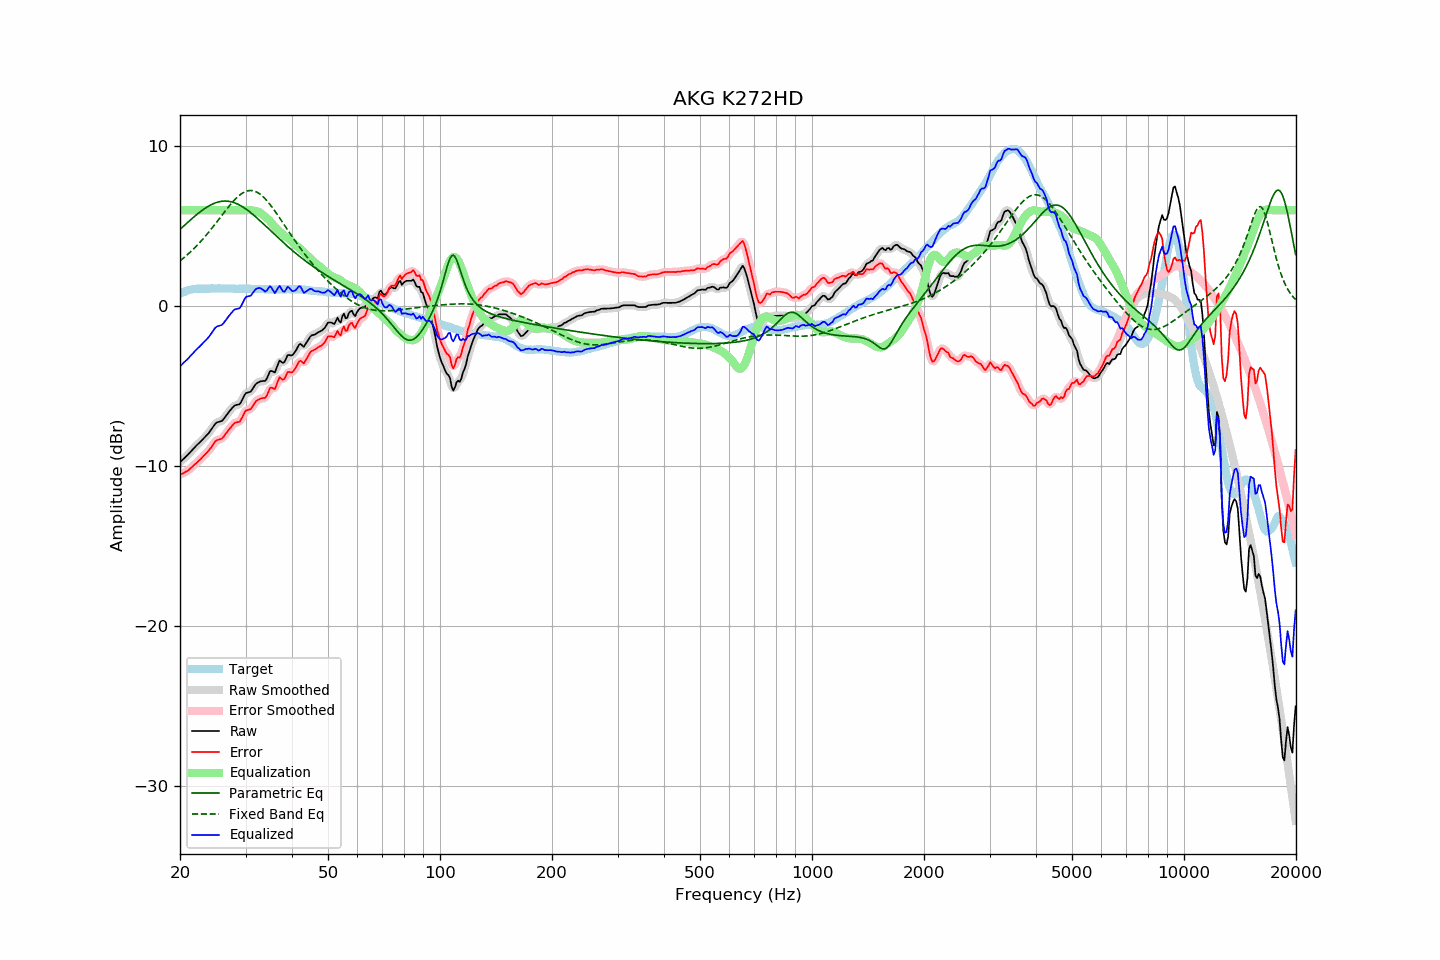 AKG K272HD
Amplitude (dBr)
10
0
−10
−20
−30
Target
Raw Smoothed
Error Smoothed
Raw
Error
Equalization
Parametric Eq
Fixed Band Eq
Equalized
20 50 100 200 500 1000 2000 5000 10000 20000
Frequency (Hz)